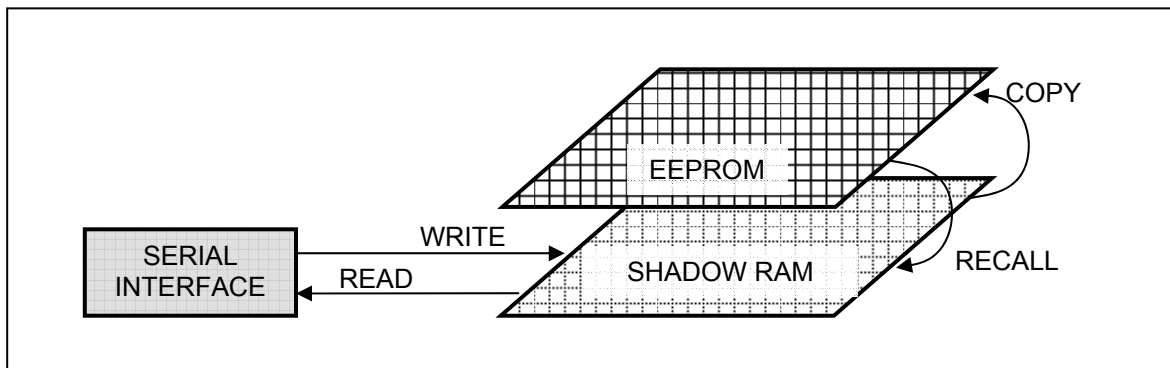 COPY
EEPROM
WRITE
SERIAL
INTERFACE
SHADOW RAM
RECALL
READ